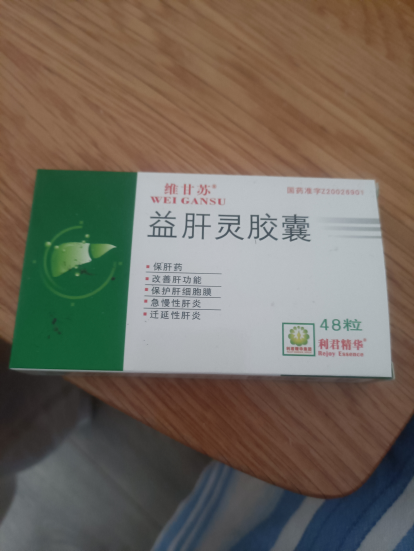 维甘苏®
WEI GANSU
国药准字Z20026601
益肝灵胶囊
保肝药
改善肝功能
保护肝细胞膜
急慢性肝炎
迁延性肝炎
48粒
利君精华®
Rejoy Essence